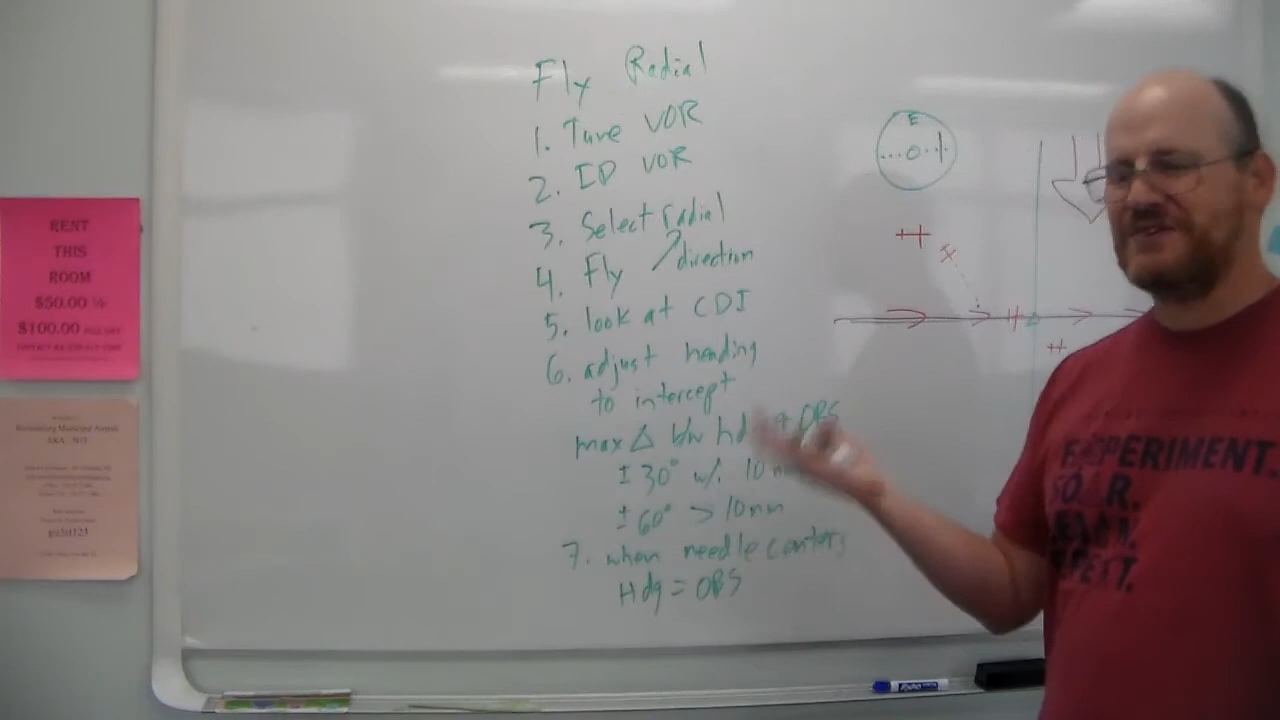 Fly Radial
1. Tune VOR
2. ID VOR
3. Select radial
4. Fly direction
5. look at CDI
6. adjust heading
to intercept
max Δ b/w hdg + OBS
± 30° w/. 10 n
± 60° > 10nm
7. when needle centers
Hdg = OBS
E
RENT
THIS
ROOM
$50.00
$100.00
EXPERIMENT.